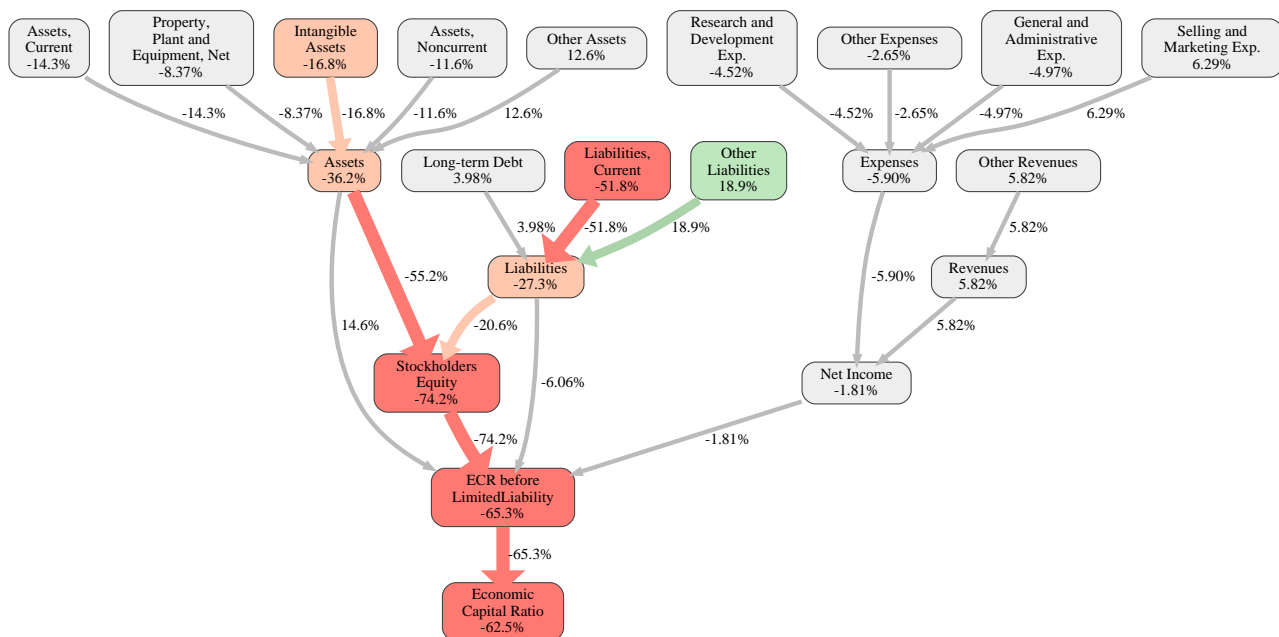 Assets,
Current
-14.3%
Property,
Plant and
Equipment, Net
-8.37%
Intangible
Assets
-16.8%
Assets,
Noncurrent
-11.6%
Other Assets
12.6%
Research and
Development
Exp.
-4.52%
Other Expenses
-2.65%
General and
Administrative
Exp.
-4.97%
Selling and
Marketing Exp.
6.29%
-14.3%
-8.37%
-16.8%
-11.6%
12.6%
-4.52%
-2.65%
-4.97%
6.29%
Assets
-36.2%
Long-term Debt
3.98%
Liabilities,
Current
-51.8%
Other
Liabilities
18.9%
Expenses
-5.90%
Other Revenues
5.82%
3.98%
-51.8%
18.9%
5.82%
-55.2%
Liabilities
-27.3%
-5.90%
Revenues
5.82%
14.6%
-20.6%
5.82%
Stockholders
Equity
-74.2%
-6.06%
Net Income
-1.81%
-74.2%
-1.81%
ECR before
LimitedLiability
-65.3%
-65.3%
Economic
Capital Ratio
-62.5%